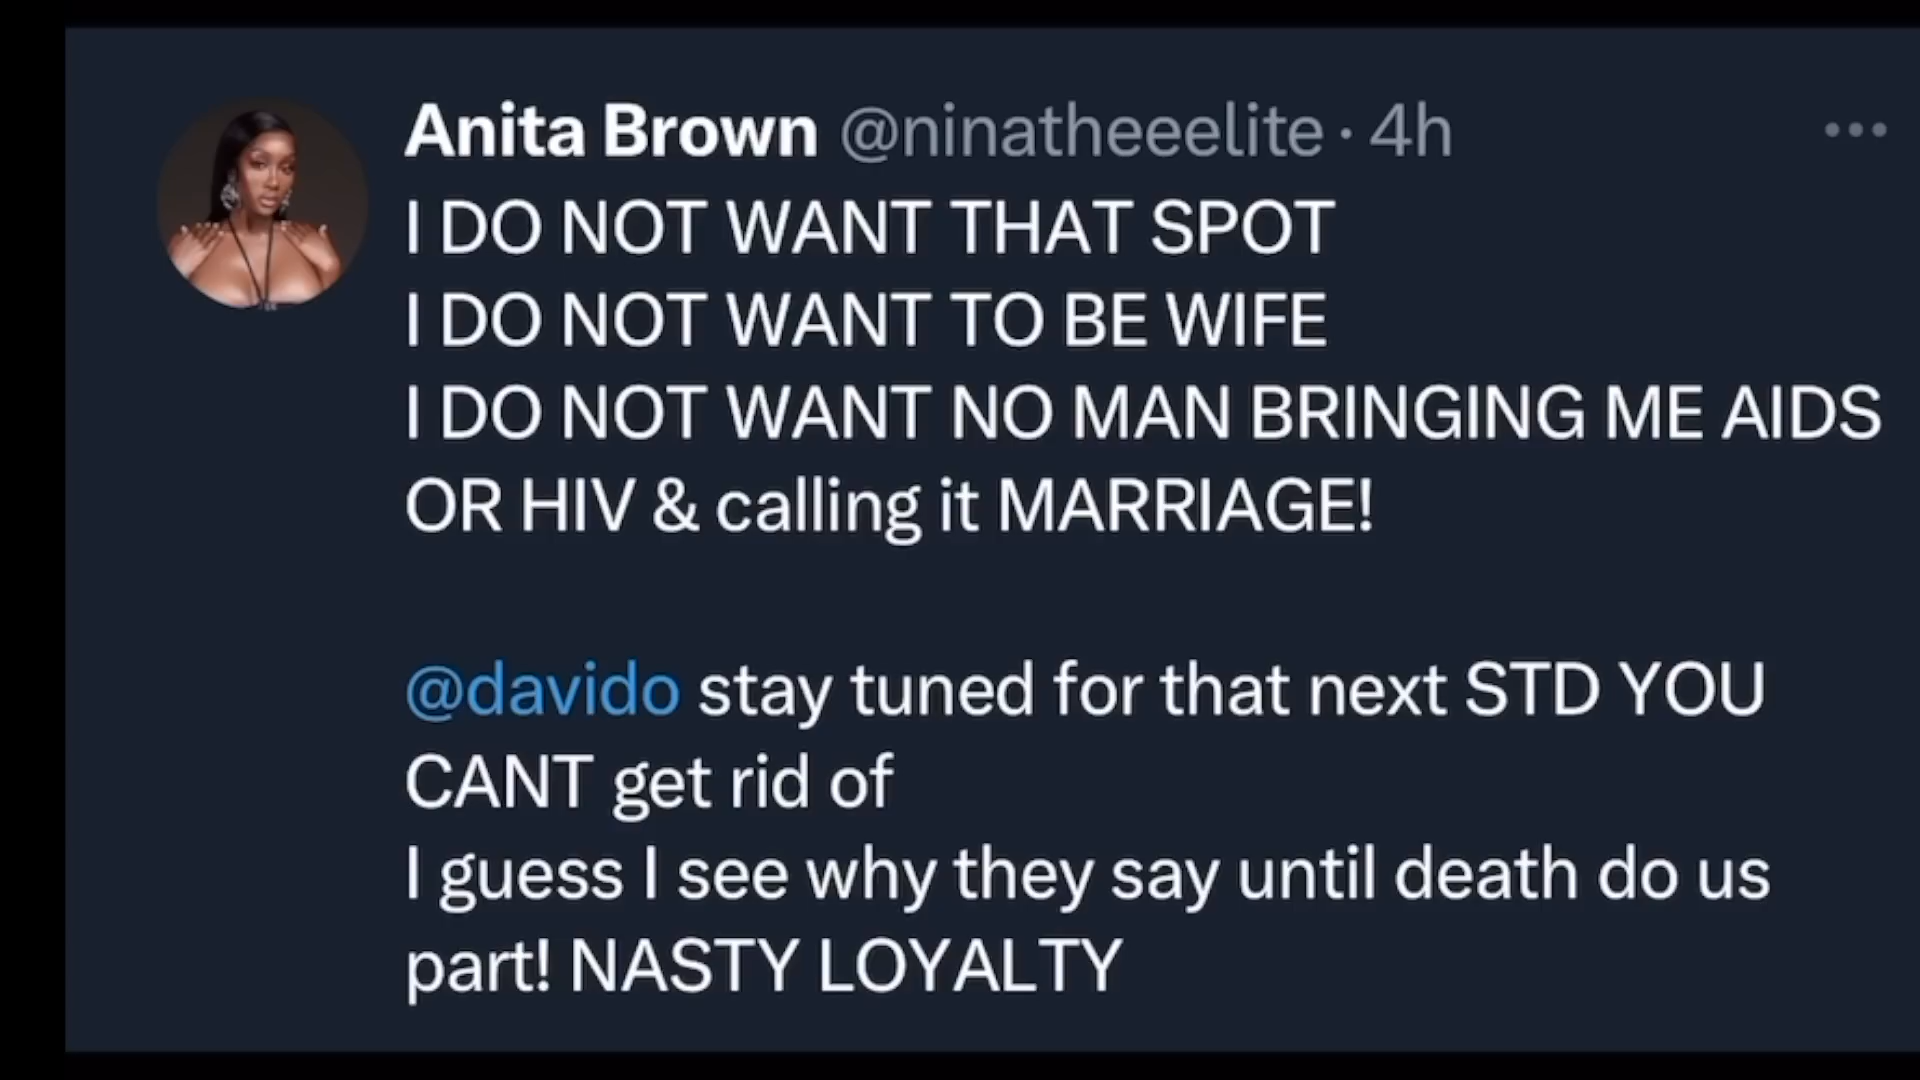 Anita Brown @ninatheeelite · 4h
I DO NOT WANT THAT SPOT
I DO NOT WANT TO BE WIFE
I DO NOT WANT NO MAN BRINGING ME AIDS
OR HIV & calling it MARRIAGE!
@davido stay tuned for that next STD YOU
CANT get rid of
I guess I see why they say until death do us
part! NASTY LOYALTY